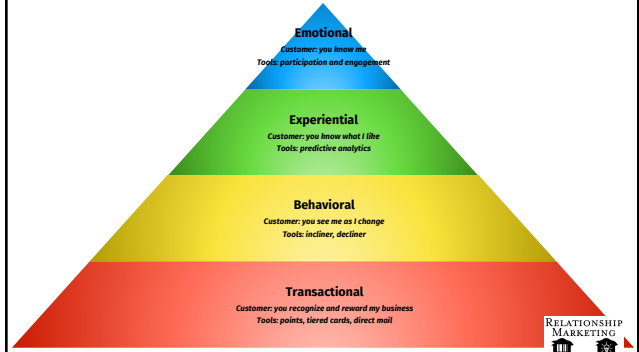 Emotional
Customer: you know me
Tools: participation and engagement
Experiential
Customer: you know what I like
Tools: predictive analytics
Behavioral
Customer: you see me as I change
Tools: incliner, decliner
Transactional
Customer: you recognize and reward my business
Tools: points, tiered cards, direct mail
RELATIONSHIP
MARKETING